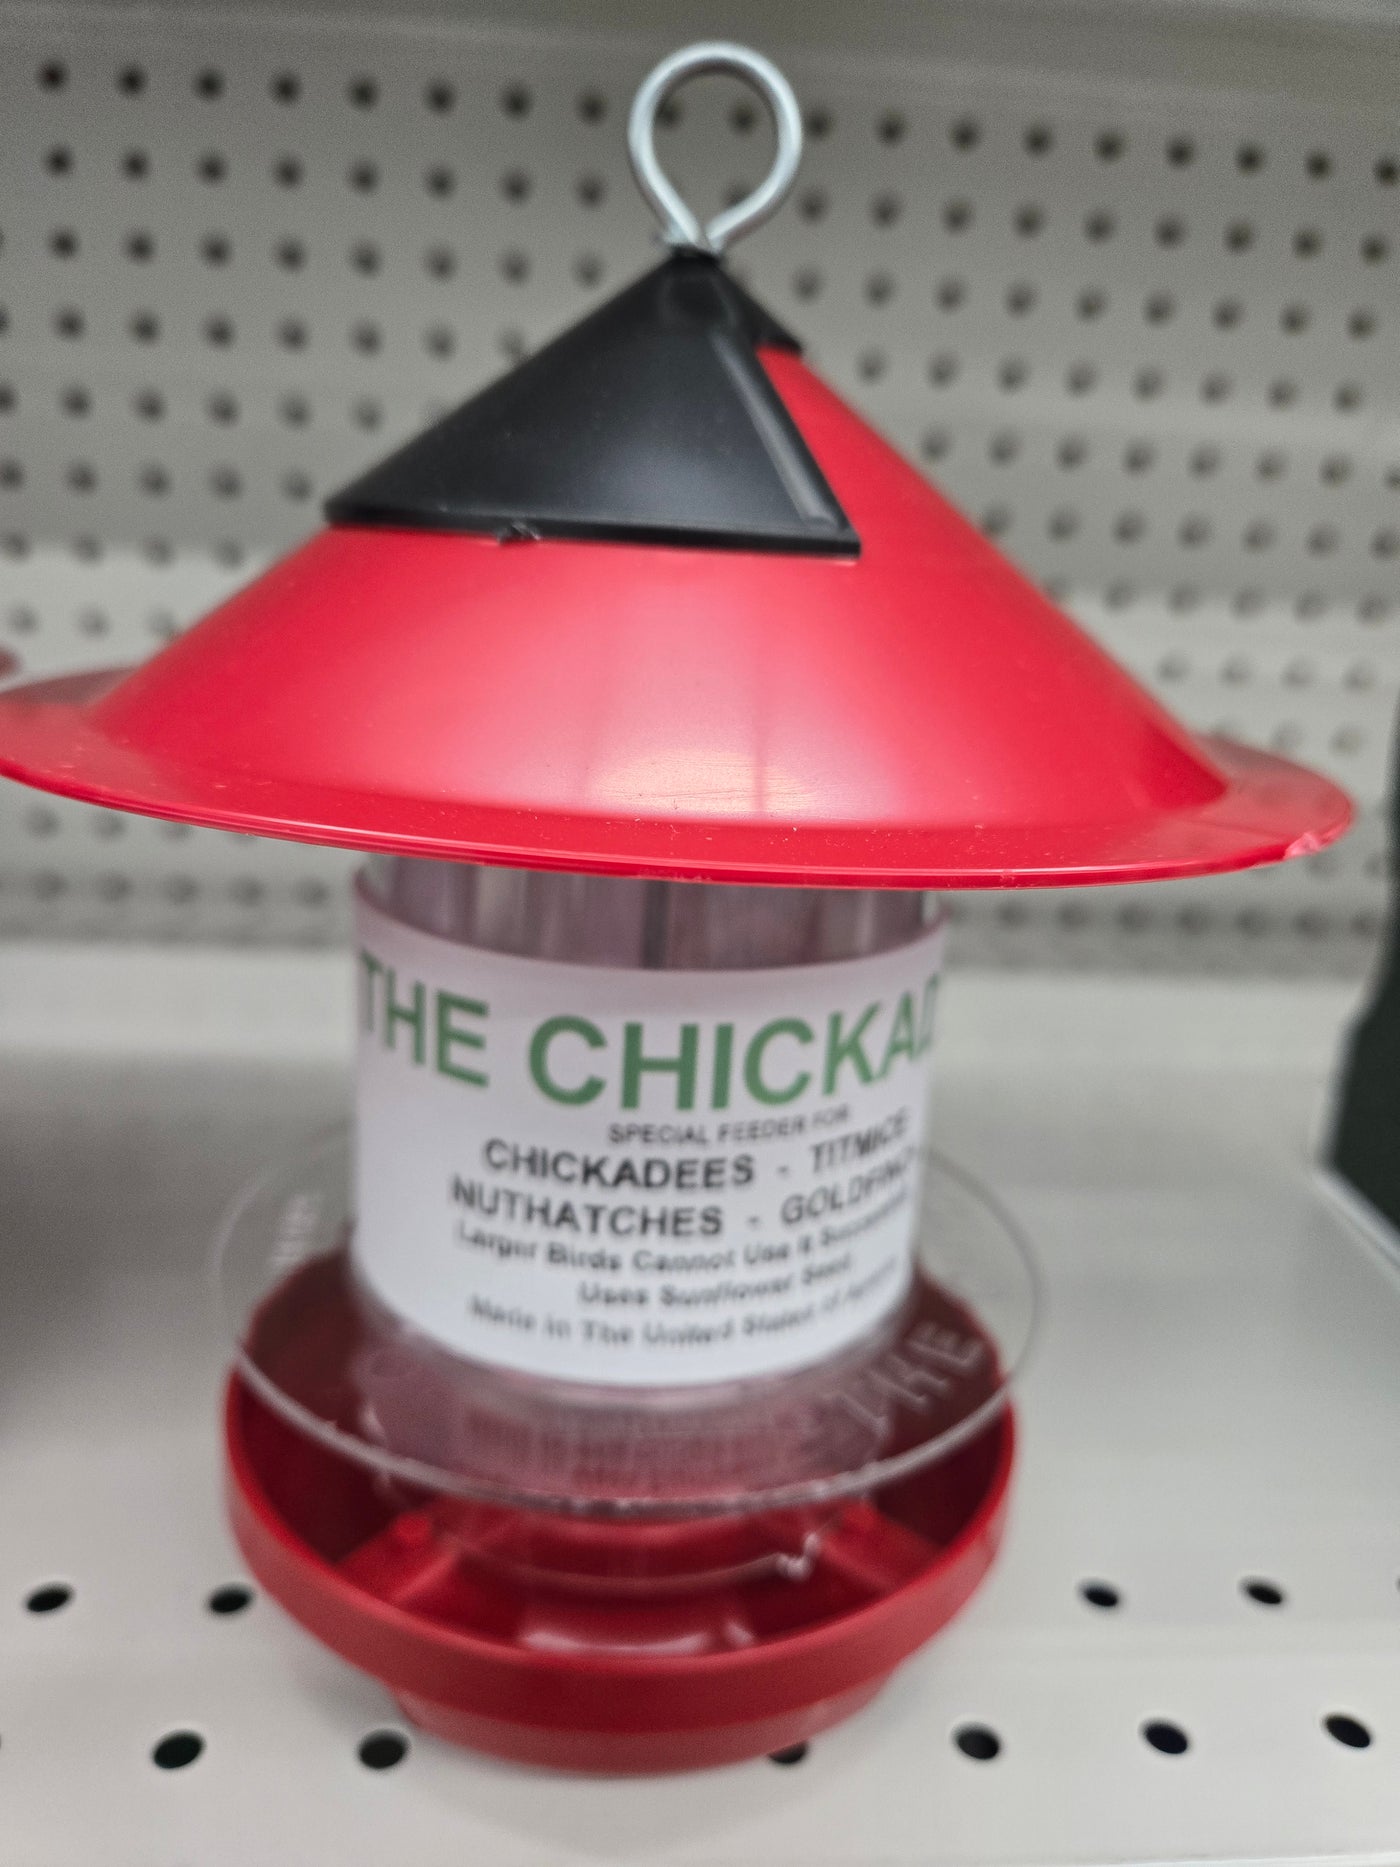 THE CHICKAD
SPECIAL FEEDER FOR
CHICKADEES - TITMICE
NUTHATCHES - GOLDFINCH
Larger Birds Cannot Use It
Uses Sunflower Seed
Made in The United States of